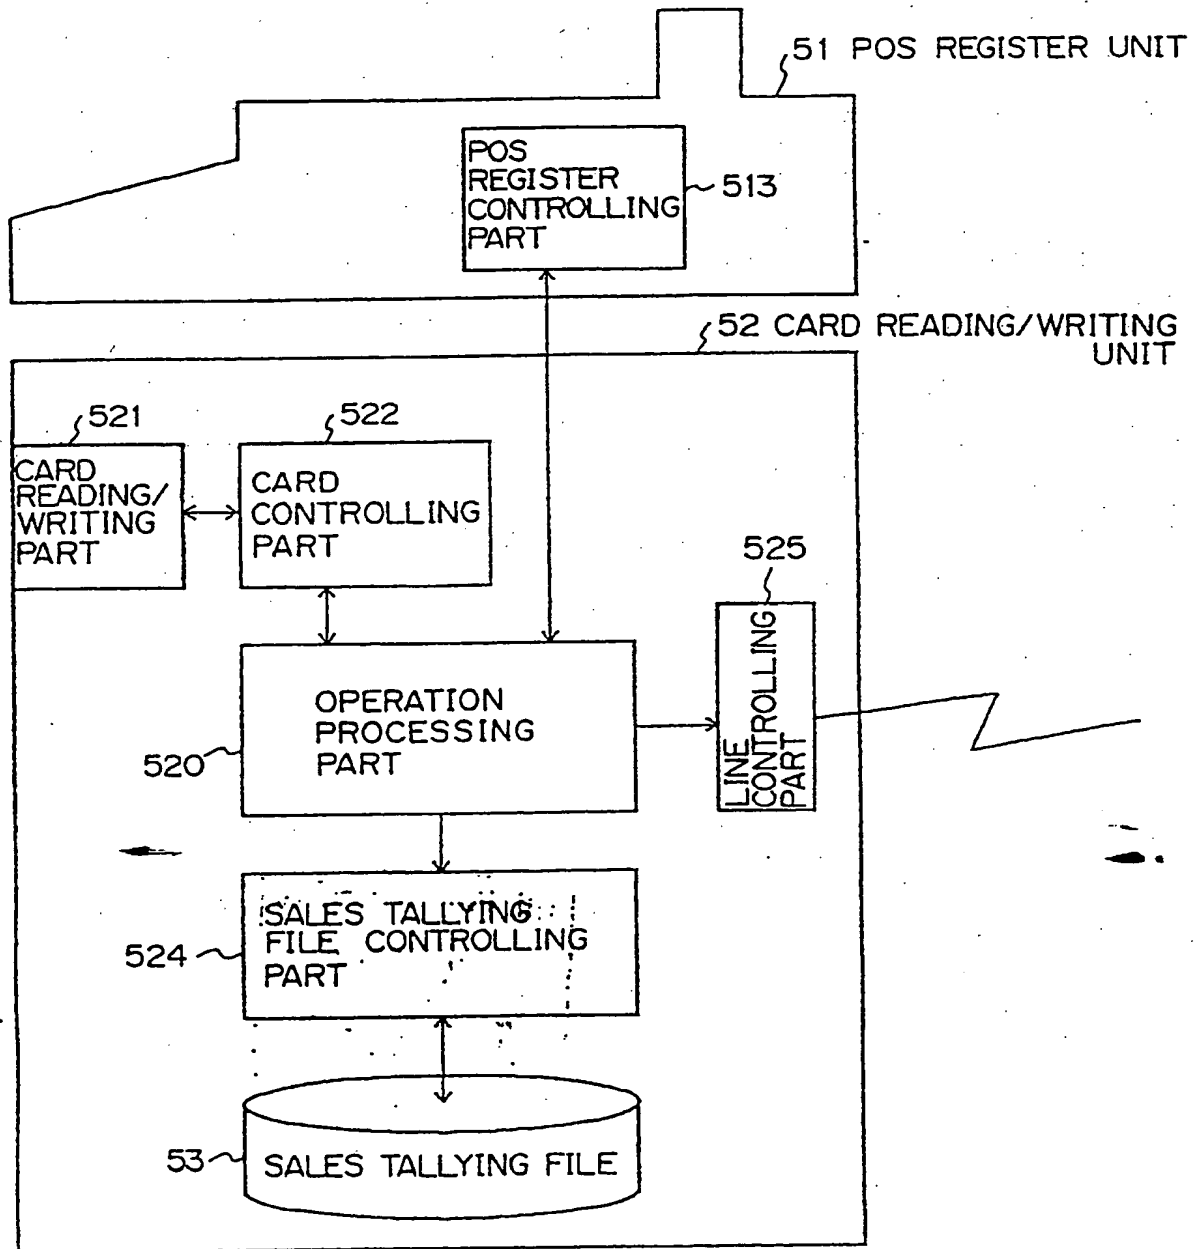 51 POS REGISTER UNIT
POS
REGISTER
CONTROLLING
PART
513
52 CARD READING/WRITING
UNIT
521
522
CARD
READING/
WRITING
PART
CARD
CONTROLLING
PART
525
LINE
CONTROLLING
PART
OPERATION
PROCESSING
PART
520
SALES TALLYING
FILE CONTROLLING
PART
524
53
SALES TALLYING FILE